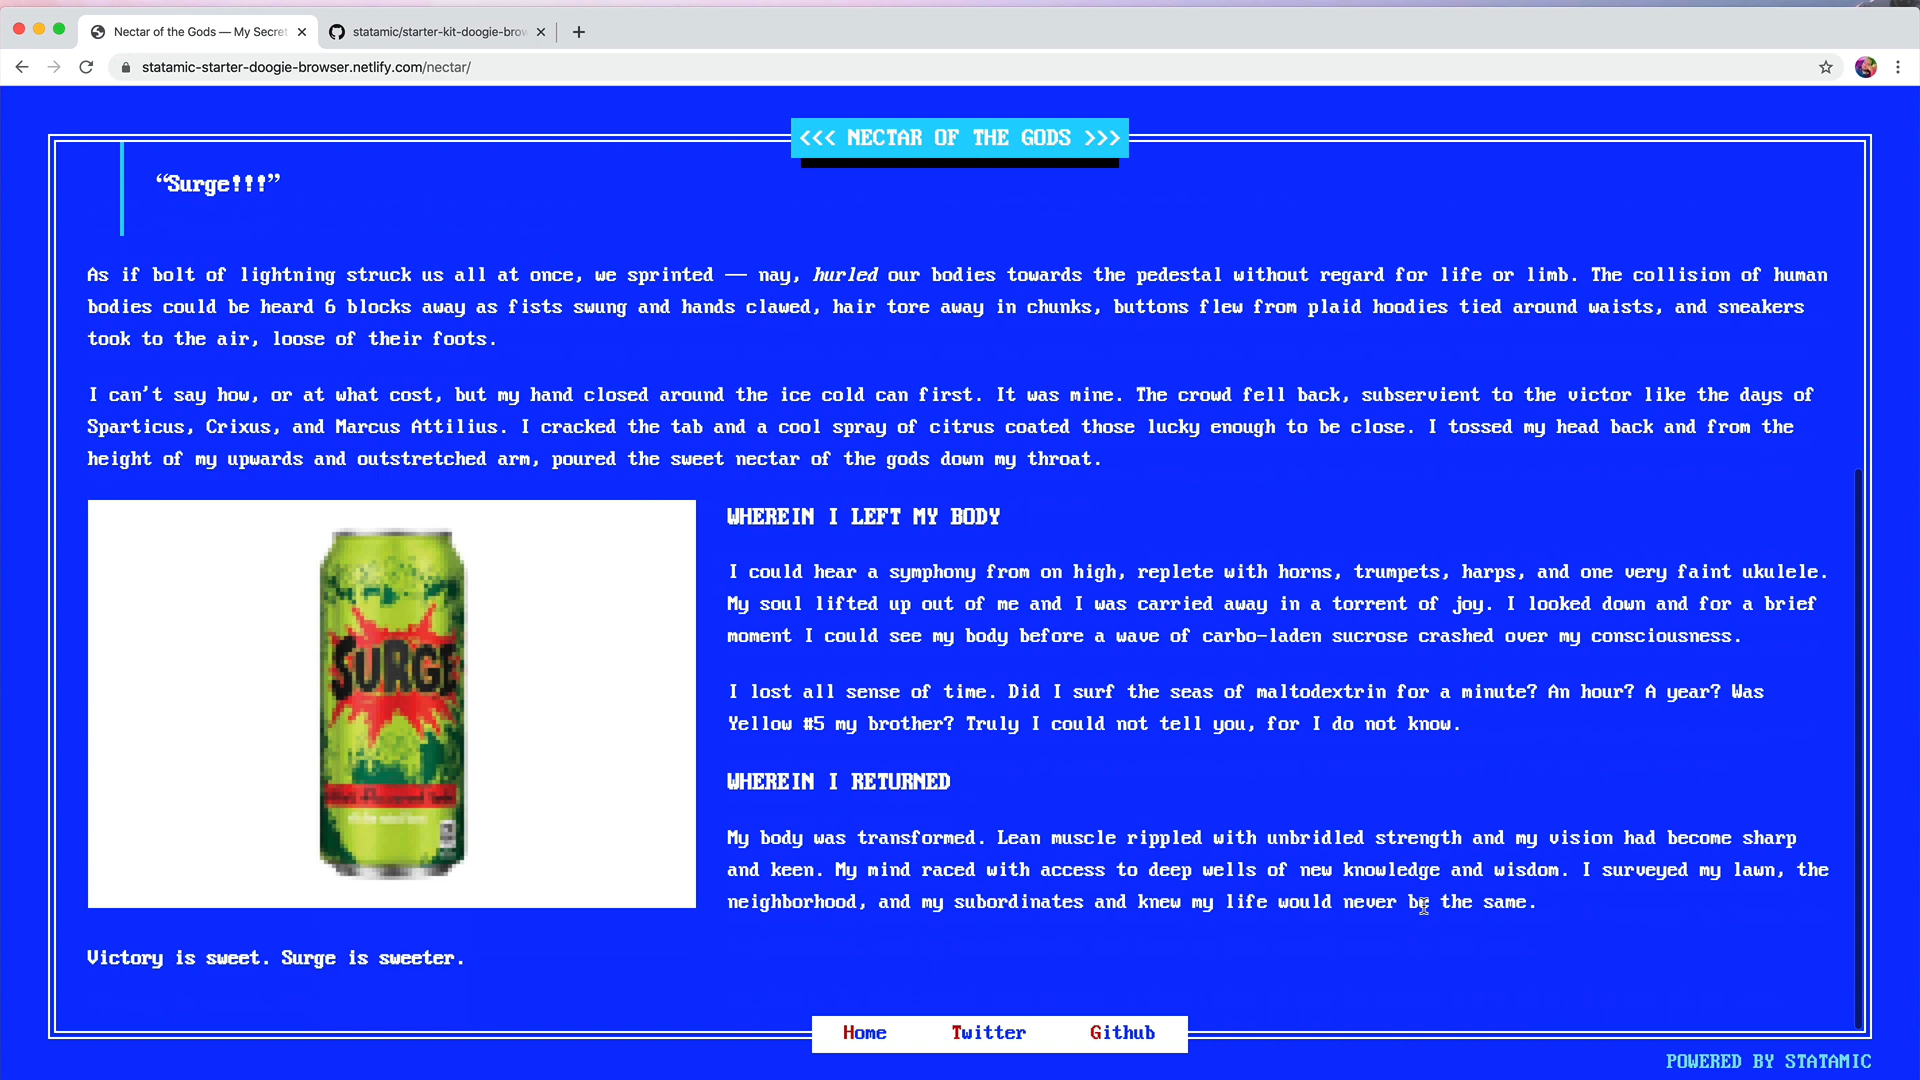 Nectar of the Gods — My Secret
statamic/starter-kit-doogie-brow
statamic-starter-doogie-browser.netlify.com/nectar/
<<< NECTAR OF THE GODS >>>
“Surge!!!”
As if bolt of lightning struck us all at once, we sprinted — nay, hurled our bodies towards the pedestal without regard for life or limb. The collision of human
bodies could be heard 6 blocks away as fists swung and hands clawed, hair tore away in chunks, buttons flew from plaid hoodies tied around waists, and sneakers
took to the air, loose of their foots.
I can’t say how, or at what cost, but my hand closed around the ice cold can first. It was mine. The crowd fell back, subservient to the victor like the days of
Sparticus, Crixus, and Marcus Attilius. I cracked the tab and a cool spray of citrus coated those lucky enough to be close. I tossed my head back and from the
height of my upwards and outstretched arm, poured the sweet nectar of the gods down my throat.
SURGE
WHEREIN I LEFT MY BODY
I could hear a symphony from on high, replete with horns, trumpets, harps, and one very faint ukulele.
My soul lifted up out of me and I was carried away in a torrent of joy. I looked down and for a brief
moment I could see my body before a wave of carbo-laden sucrose crashed over my consciousness.
I lost all sense of time. Did I surf the seas of maltodextrin for a minute? An hour? A year? Was
Yellow #5 my brother? Truly I could not tell you, for I do not know.
WHEREIN I RETURNED
My body was transformed. Lean muscle rippled with unbridled strength and my vision had become sharp
and keen. My mind raced with access to deep wells of new knowledge and wisdom. I surveyed my lawn, the
neighborhood, and my subordinates and knew my life would never be the same.
Victory is sweet. Surge is sweeter.
Home Twitter Github
POWERED BY STATAMIC